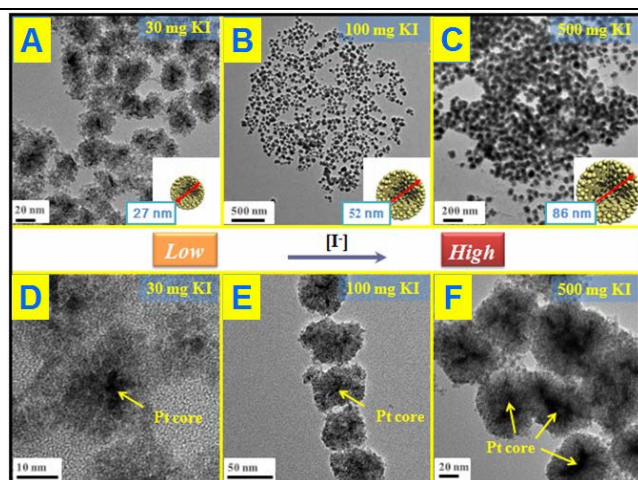 A
30 mg KI
20 nm
27 nm
B
100 mg KI
500 nm
52 nm
C
500 mg KI
200 nm
86 nm
Low
[I-]
High
D
30 mg KI
Pt core
10 nm
E
100 mg KI
Pt core
50 nm
F
500 mg KI
Pt core
20 nm